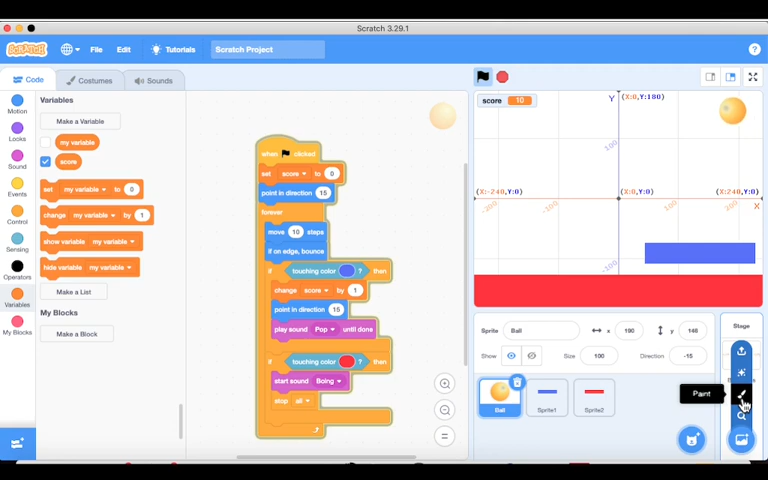 Scratch 3.29.1
SCRATCH File Edit Tutorials Scratch Project ?
Code Costumes Sounds
Motion
Looks
Sound
Events
Control
Sensing
Operators
Variables
My Blocks
Variables
Make a Variable
my variable
score
set my variable to 0
change my variable by 1
show variable my variable
hide variable my variable
Make a List
My Blocks
Make a Block
when clicked
set score to 0
point in direction 15
forever
move 10 steps
if on edge, bounce
if touching color ? then
change score by 1
point in direction 15
play sound Pop until done
if touching color ? then
start sound Boing
stop all
score 10
Y (X:0,Y:180)
100
(X:-240,Y:0) (X:0,Y:0) (X:240,Y:0)
-200 -100 100 200 X
-100
Sprite Ball x 190 y 148
Show Size 100 Direction -15
Ball Sprite1 Sprite2
Stage
Paint